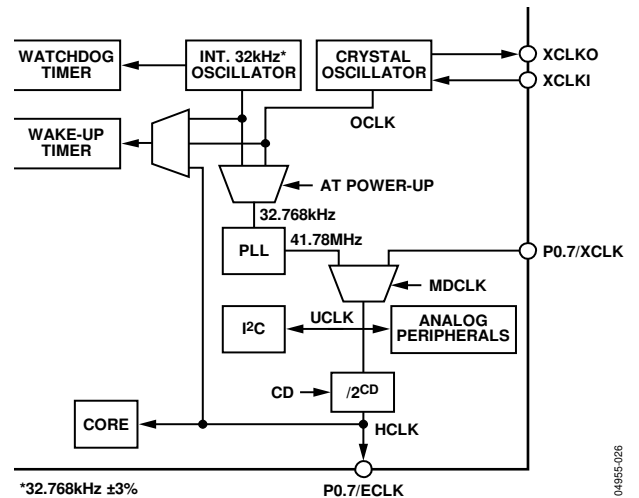 WATCHDOG
TIMER
INT. 32kHz*
OSCILLATOR
CRYSTAL
OSCILLATOR
XCLKO
XCLKI
OCLK
WAKE-UP
TIMER
AT POWER-UP
32.768kHz
PLL
41.78MHz
P0.7/XCLK
MDCLK
I2C
UCLK
ANALOG
PERIPHERALS
CD
/2CD
CORE
HCLK
*32.768kHz ±3%
P0.7/ECLK
04955-026